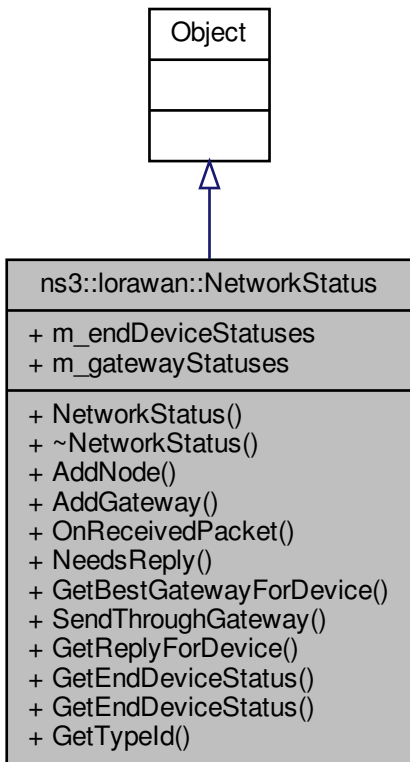 Object
ns3::lorawan::NetworkStatus
+ m_endDeviceStatuses
+ m_gatewayStatuses
+ NetworkStatus()
+ ~NetworkStatus()
+ AddNode()
+ AddGateway()
+ OnReceivedPacket()
+ NeedsReply()
+ GetBestGatewayForDevice()
+ SendThroughGateway()
+ GetReplyForDevice()
+ GetEndDeviceStatus()
+ GetEndDeviceStatus()
+ GetTypeId()